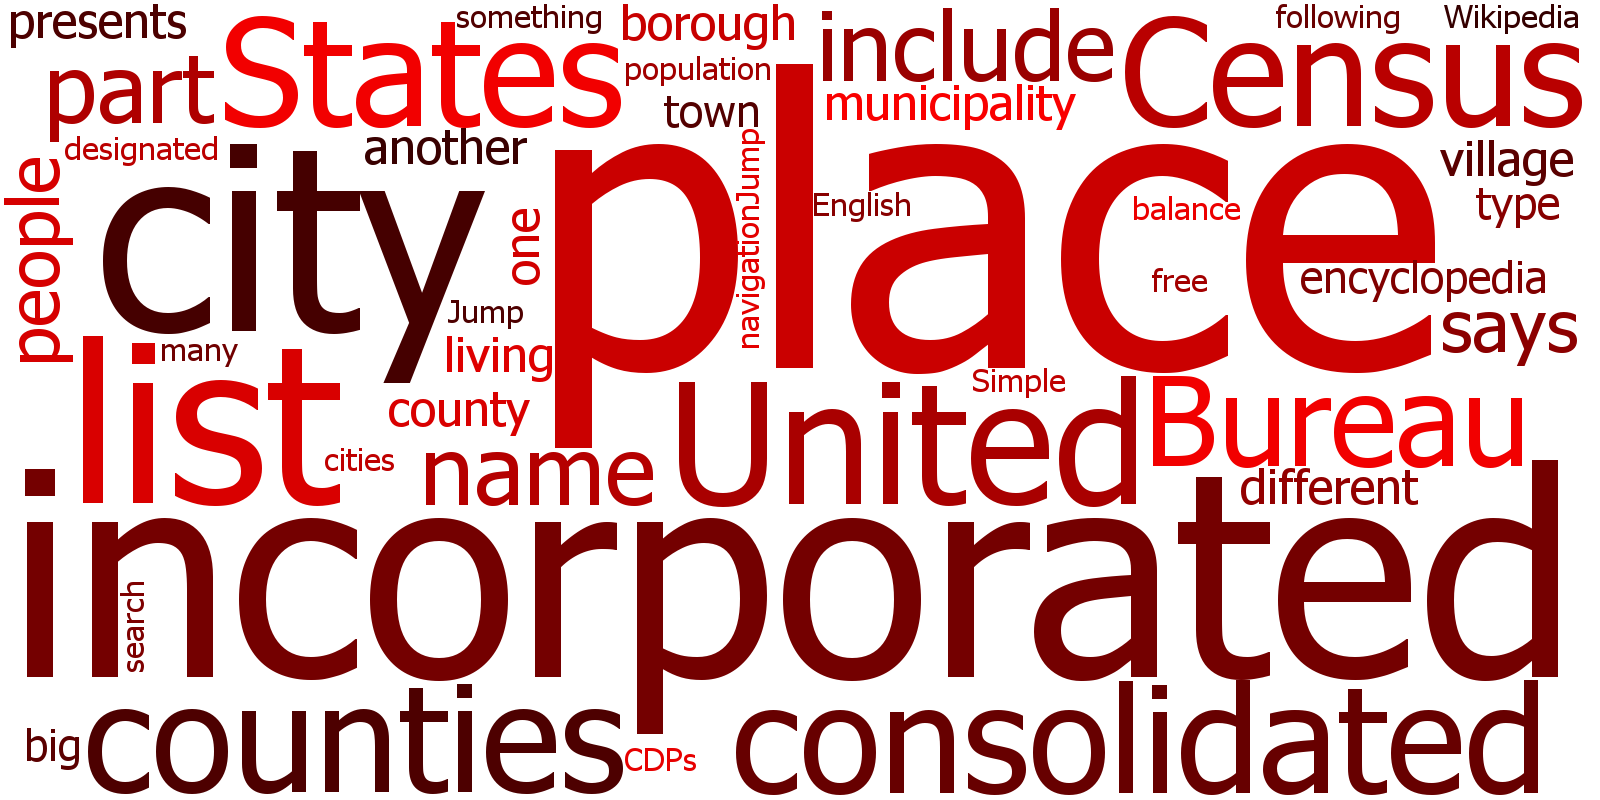 presents
something
borough
include
following
Wikipedia
part
States
population
Census
town
municipality
designated
another
city
place
people
navigationJump
English
village
type
balance
one
free
encyclopedia
Jump
says
list
many
living
Simple
county
United
Bureau
cities
name
different
incorporated
search
big
counties
CDPs
consolidated